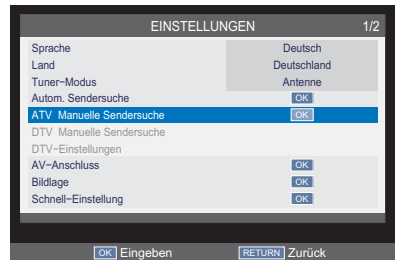 EINSTELLUNGEN 1/2
Sprache Deutsch
Land Deutschland
Tuner-Modus Antenne
Autom. Sendersuche OK
ATV Manuelle Sendersuche OK
DTV Manuelle Sendersuche
DTV-Einstellungen
AV-Anschluss OK
Bildlage OK
Schnell-Einstellung OK
OK Eingeben RETURN Zurück